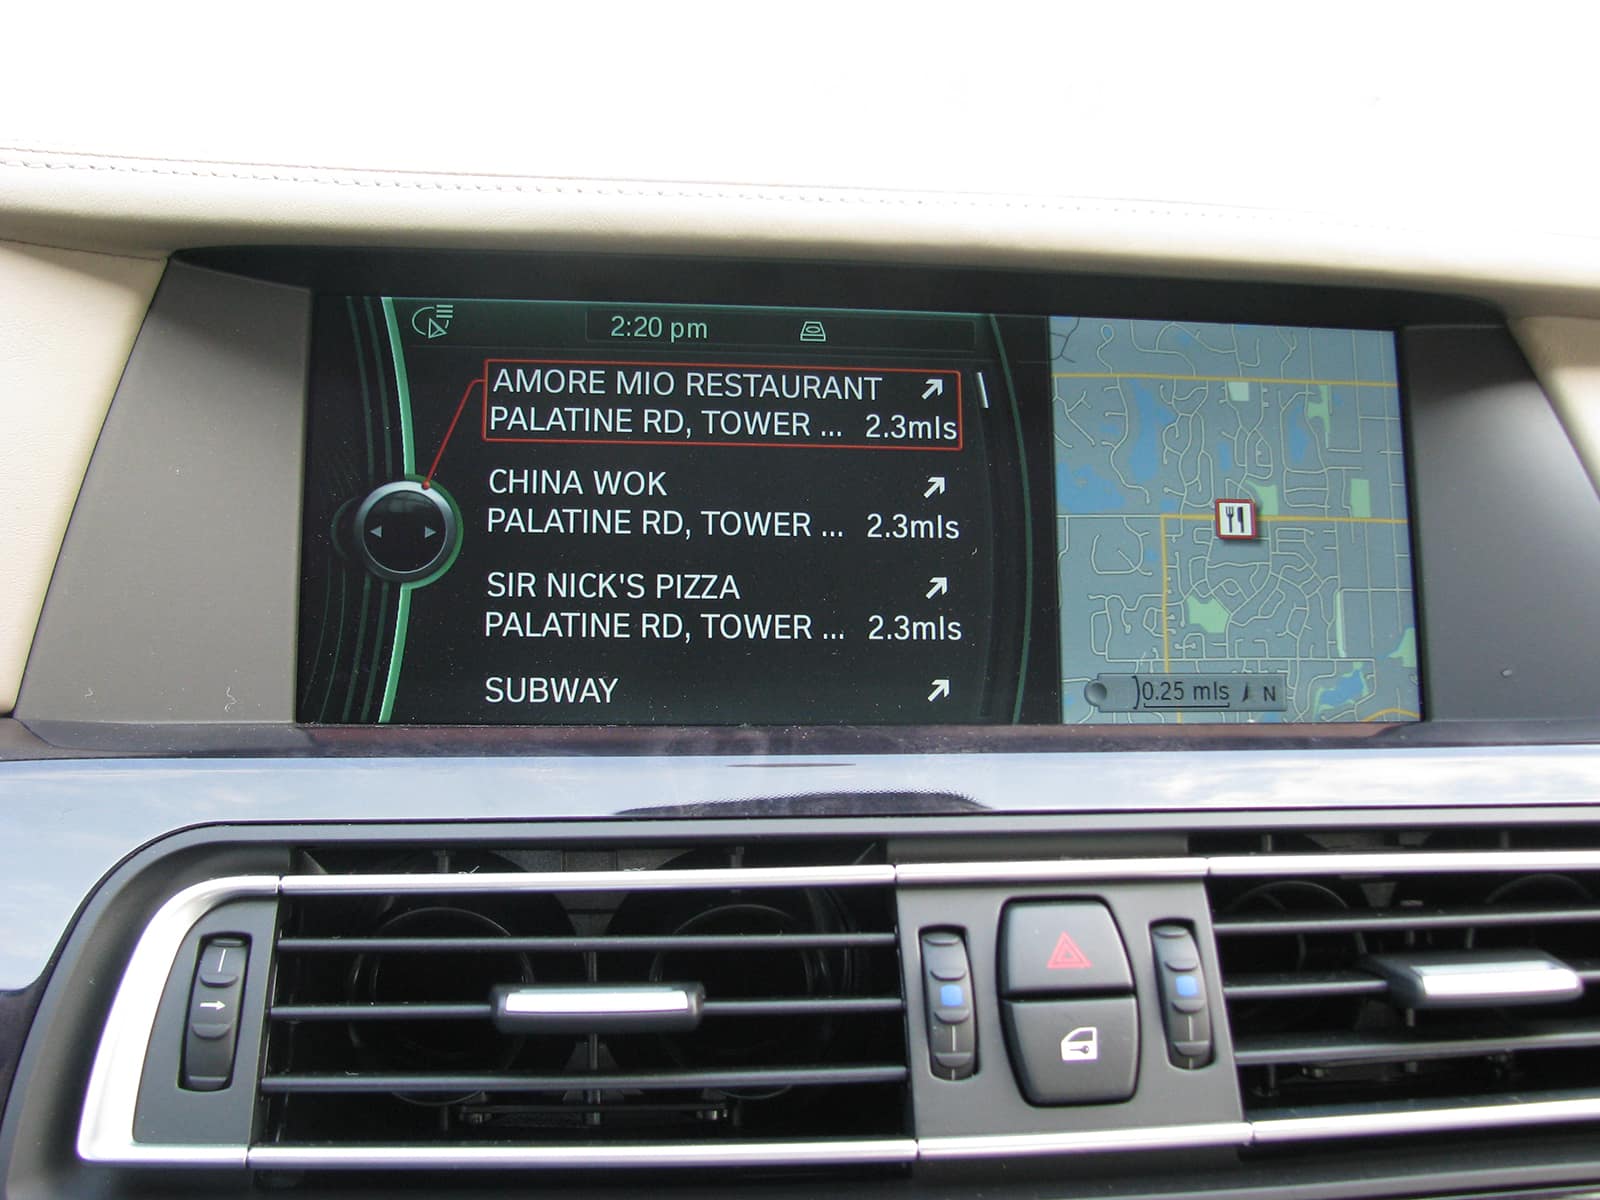 2:20 pm
AMORE MIO RESTAURANT
PALATINE RD, TOWER ... 2.3mls
CHINA WOK
PALATINE RD, TOWER ... 2.3mls
SIR NICK'S PIZZA
PALATINE RD, TOWER ... 2.3mls
SUBWAY
0.25 mls N